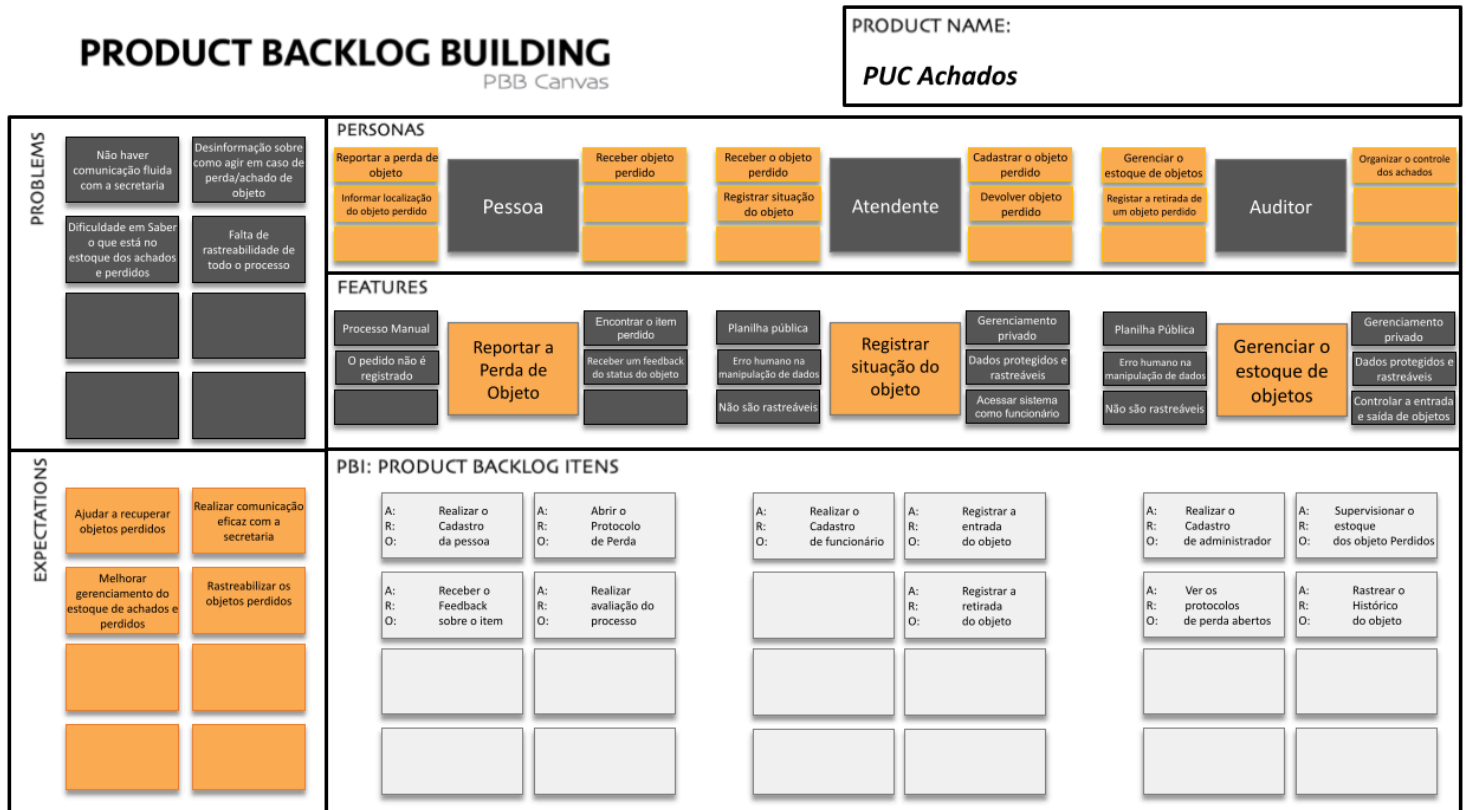 PRODUCT BACKLOG BUILDING
PBB Canvas
PRODUCT NAME:
PUC Achados
PROBLEMS
Não haver
comunicação fluida
com a secretaria
Desinformação sobre
como agir em caso de
perda/achado de
objeto
Dificuldade em Saber
o que está no
estoque dos achados
e perdidos
Falta de
rastreabilidade de
todo o processo
PERSONAS
Reportar a perda de
objeto
Informar localização
do objeto perdido
Pessoa
Receber objeto
perdido
Receber o objeto
perdido
Registrar situação
do objeto
Atendente
Cadastrar o objeto
perdido
Devolver objeto
perdido
Gerenciar o
estoque de objetos
Registar a retirada de
um objeto perdido
Auditor
Organizar o controle
dos achados
FEATURES
Processo Manual
O pedido não é
registrado
Reportar a
Perda de
Objeto
Encontrar o item
perdido
Receber um feedback
do status do objeto
Planilha pública
Erro humano na
manipulação de dados
Não são rastreáveis
Registrar
situação do
objeto
Gerenciamento
privado
Dados protegidos e
rastreáveis
Acessar sistema
como funcionário
Planilha Pública
Erro humano na
manipulação de dados
Não são rastreáveis
Gerenciar o
estoque de
objetos
Gerenciamento
privado
Dados protegidos e
rastreáveis
Controlar a entrada
e saída de objetos
EXPECTATIONS
Ajudar a recuperar
objetos perdidos
Realizar comunicação
eficaz com a
secretaria
Melhorar
gerenciamento do
estoque de achados e
perdidos
Rastreabilizar os
objetos perdidos
PBI: PRODUCT BACKLOG ITENS
A: Realizar o
R: Cadastro
O: da pessoa
A: Abrir o
R: Protocolo
O: de Perda
A: Receber o
R: Feedback
O: sobre o item
A: Realizar
R: avaliação do
O: processo
A: Realizar o
R: Cadastro
O: de funcionário
A: Registrar a
R: entrada
O: do objeto
A: Registrar a
R: retirada
O: do objeto
A: Realizar o
R: Cadastro
O: de administrador
A: Supervisionar o
R: estoque
O: dos objeto Perdidos
A: Ver os
R: protocolos
O: de perda abertos
A: Rastrear o
R: Histórico
O: do objeto